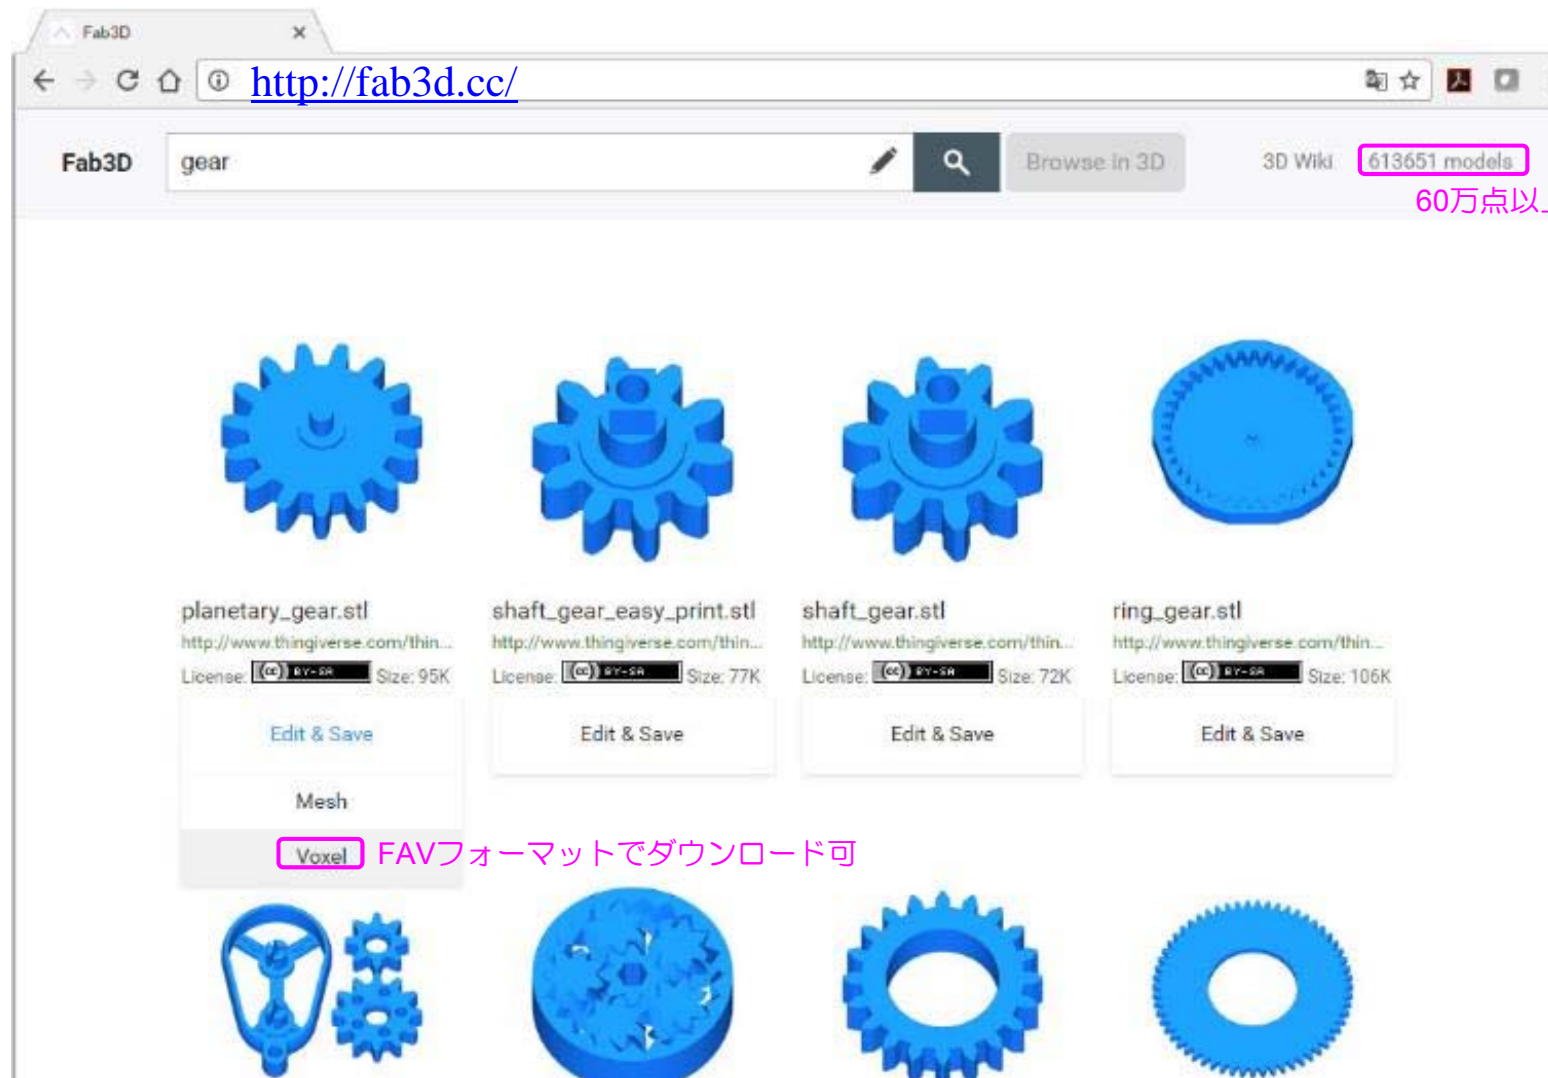 Fab3D
http://fab3d.cc/
Fab3D
gear
Browse in 3D
3D Wiki
613651 models
60万点以
planetary_gear.stl
http://www.thingiverse.com/thin...
License: (cc) BY-SA Size: 95K
shaft_gear_easy_print.stl
http://www.thingiverse.com/thin...
License: (cc) BY-SA Size: 77K
shaft_gear.stl
http://www.thingiverse.com/thin...
License: (cc) BY-SA Size: 72K
ring_gear.stl
http://www.thingiverse.com/thin...
License: (cc) BY-SA Size: 106K
Edit & Save
Edit & Save
Edit & Save
Edit & Save
Mesh
Voxel
FAVフォーマットでダウンロード可